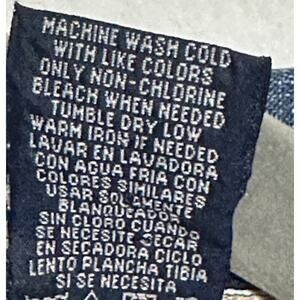 MACHINE WASH COLD
WITH LIKE COLORS
ONLY NON-CHLORINE
BLEACH WHEN NEEDED
TUMBLE DRY LOW
WARM IRON IF NEEDED
LAVAR EN LAVADORA
CON AGUA FRIA CON
COLORES SIMILARES
USAR SOLAMENTE
BLANQUEADOR
SIN CLORO CUANDO
SE NECESITE SECAR
EN SECADORA CICLO
LENTO PLANCHA TIBIA
SI SE NECESITA